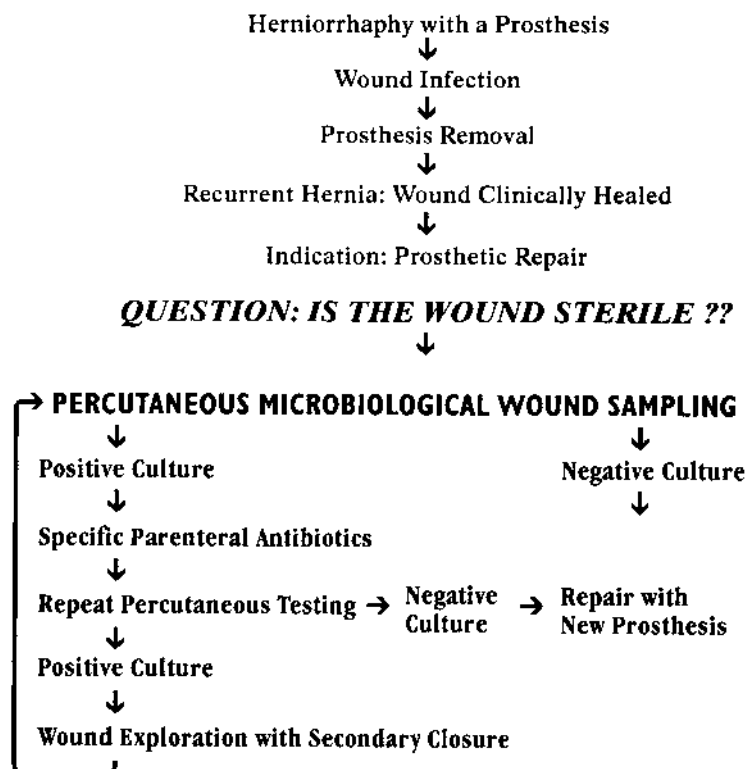 Herniorrhaphy with a Prosthesis
↓
Wound Infection
↓
Prosthesis Removal
↓
Recurrent Hernia: Wound Clinically Healed
↓
Indication: Prosthetic Repair
QUESTION: IS THE WOUND STERILE ??
↓
→ PERCUTANEOUS MICROBIOLOGICAL WOUND SAMPLING
↓ ↓
Positive Culture Negative Culture
↓ ↓
Specific Parenteral Antibiotics
↓
Repeat Percutaneous Testing → Negative Culture → Repair with New Prosthesis
↓
Positive Culture
↓
Wound Exploration with Secondary Closure